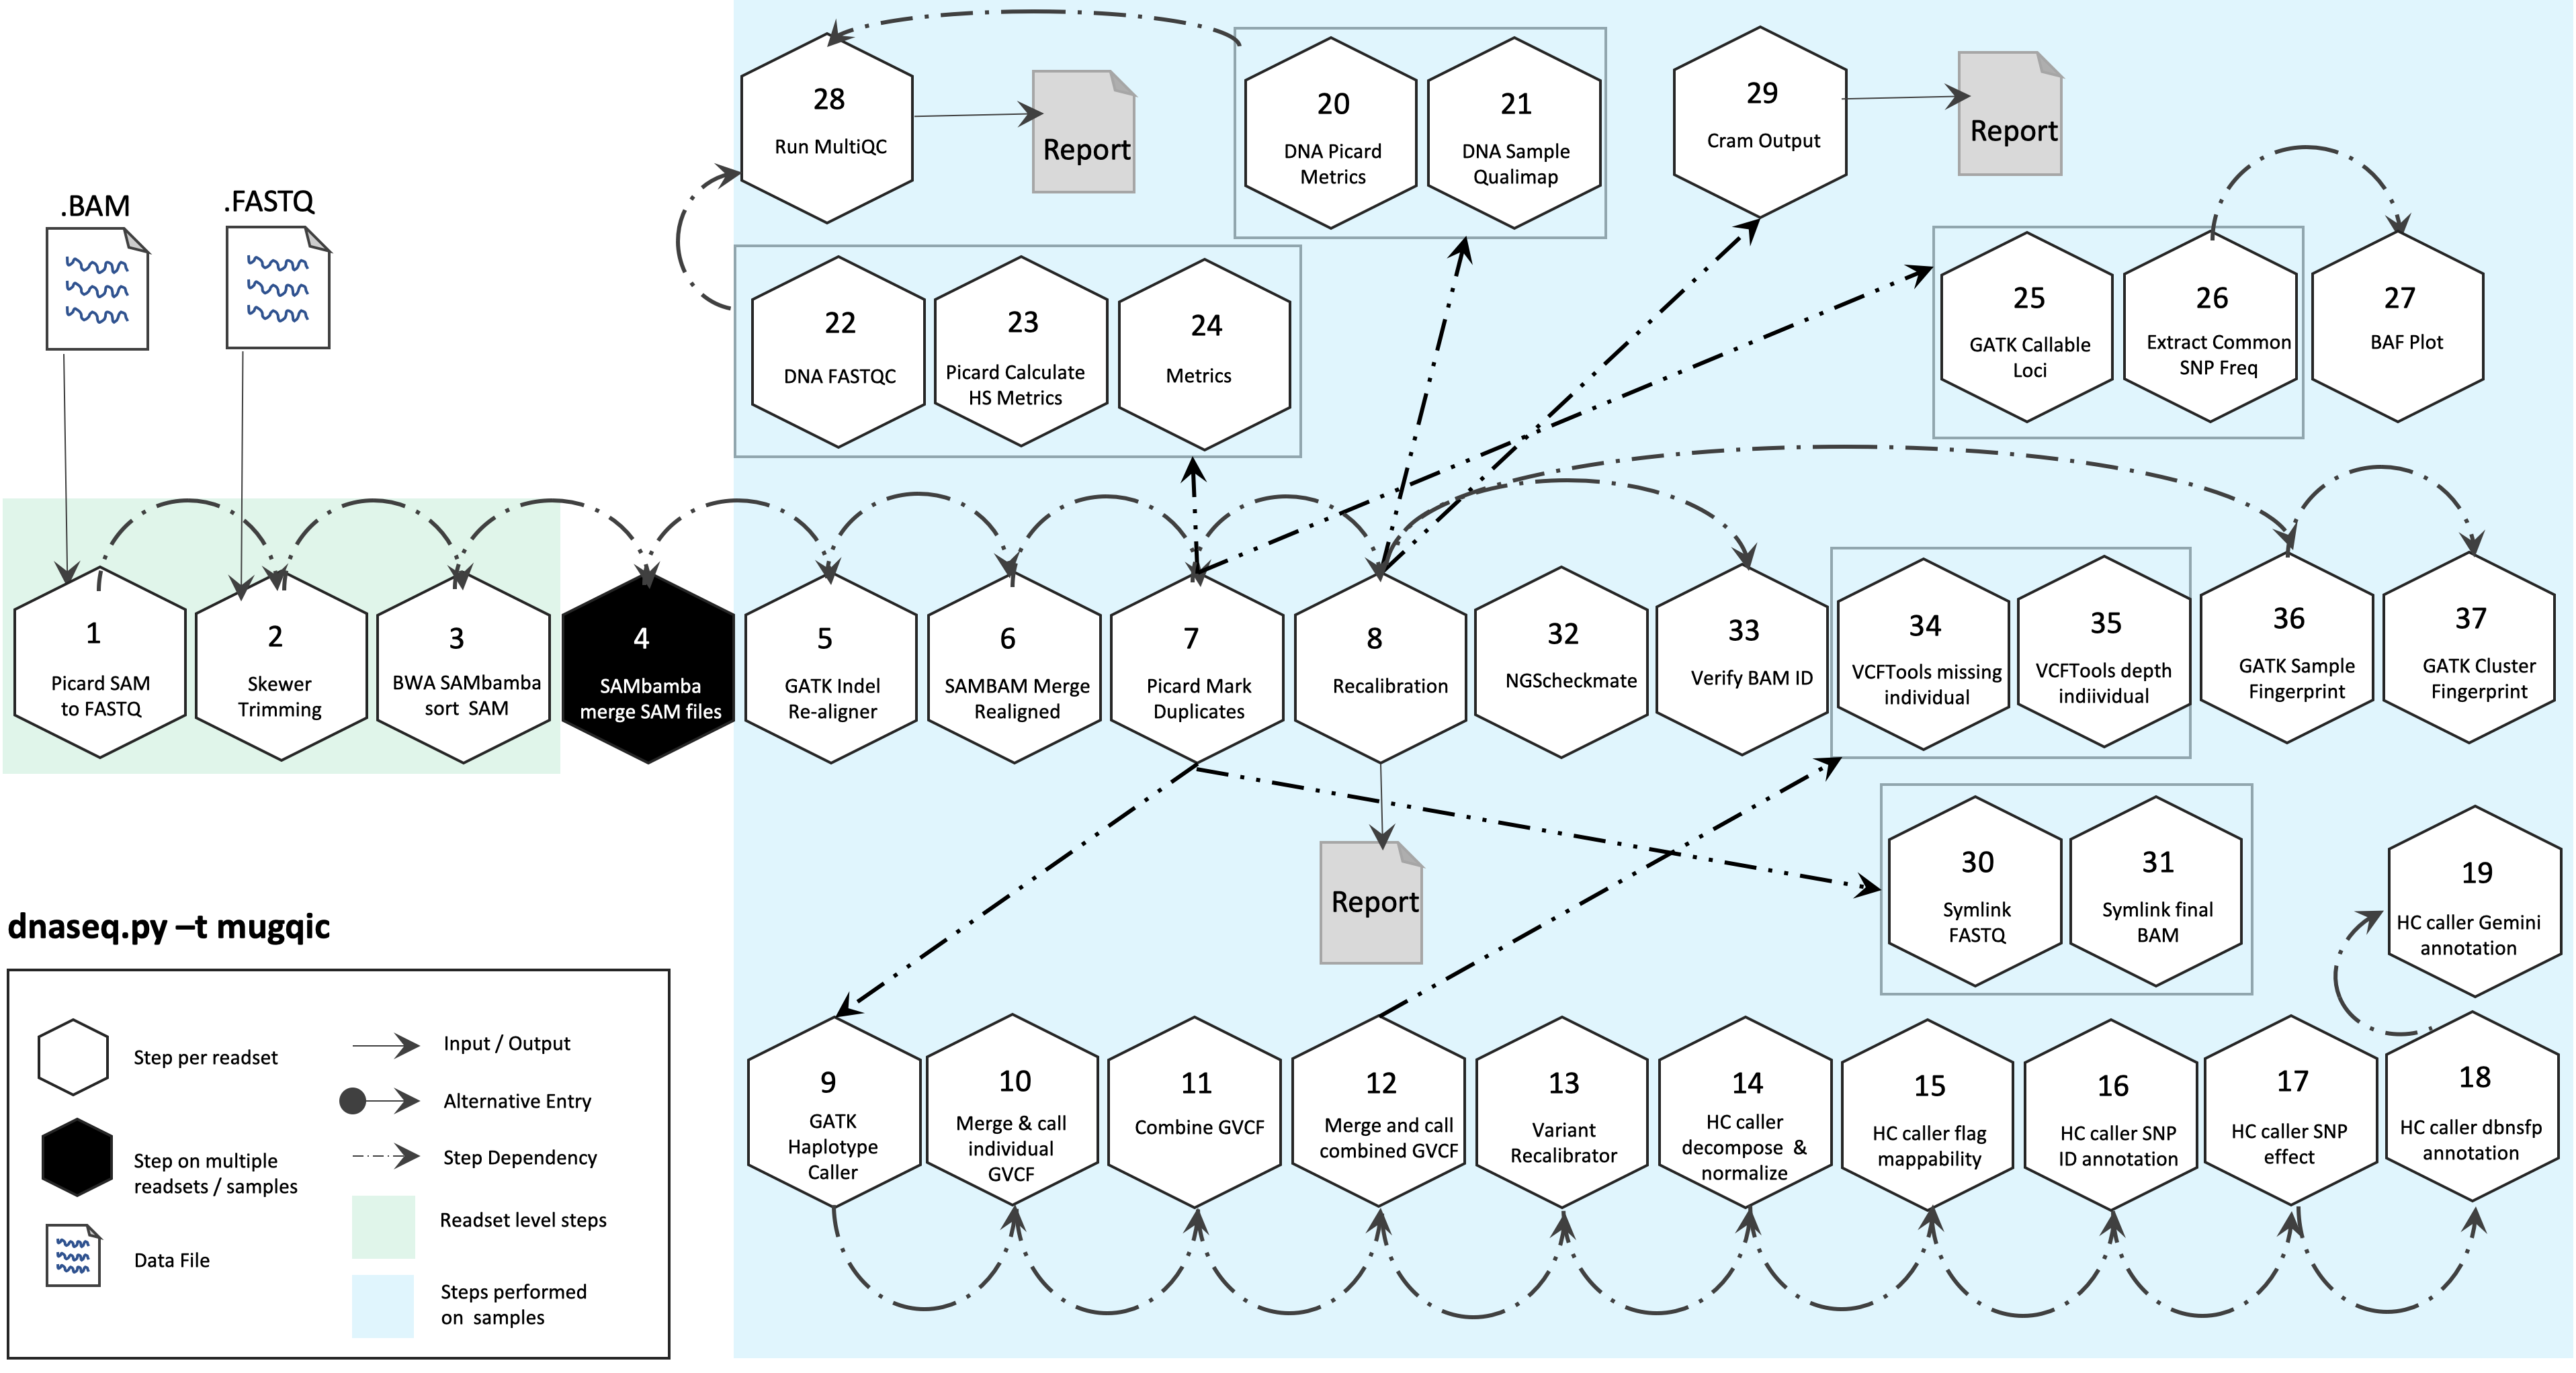 28
Run MultiQC
Report
20
DNA Picard
Metrics
21
DNA Sample
Qualimap
29
Cram Output
Report
.BAM
.FASTQ
22
DNA FASTQC
23
Picard Calculate
HS Metrics
24
Metrics
25
GATK Callable
Loci
26
Extract Common
SNP Freq
27
BAF Plot
1
Picard SAM
to FASTQ
2
Skewer
Trimming
3
BWA SAMbamba
sort SAM
4
SAMbamba
merge SAM files
5
GATK Indel
Re-aligner
6
SAMBAM Merge
Realigned
7
Picard Mark
Duplicates
8
Recalibration
32
NGScheckmate
33
Verify BAM ID
34
VCFTools missing
individual
35
VCFTools depth
indiividual
36
GATK Sample
Fingerprint
37
GATK Cluster
Fingerprint
Report
30
Symlink
FASTQ
31
Symlink final
BAM
19
HC caller Gemini
annotation
9
GATK
Haplotype
Caller
10
Merge & call
individual
GVCF
11
Combine GVCF
12
Merge and call
combined GVCF
13
Variant
Recalibrator
14
HC caller
decompose &
normalize
15
HC caller flag
mappability
16
HC caller SNP
ID annotation
17
HC caller SNP
effect
18
HC caller dbnsfp
annotation
dnaseq.py –t mugqic
Step per readset
Step on multiple
readsets / samples
Data File
Input / Output
Alternative Entry
Step Dependency
Readset level steps
Steps performed
on samples